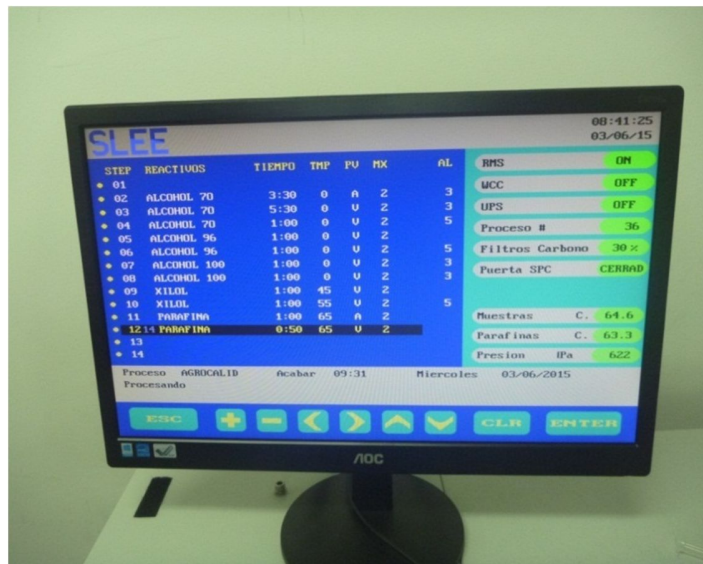 08:41:25
SLEE 03/06/15
STEP REACTIVOS TIEMPO TMP PV MX AL
01
02 ALCOHOL 70 3:30 0 A 2 3
03 ALCOHOL 70 5:30 0 V 2 3
04 ALCOHOL 70 1:00 0 V 2 5
05 ALCOHOL 96 1:00 0 V 2
06 ALCOHOL 96 1:00 0 V 2 5
07 ALCOHOL 100 1:00 0 V 2 3
08 ALCOHOL 100 1:00 0 V 2 3
09 XILOL 1:00 45 V 2
10 XILOL 1:00 55 V 2 5
11 PARAFINA 1:00 65 A 2
12 14 PARAFINA 0:50 65 V 2
13
14
RMS ON
WCC OFF
UPS OFF
Proceso # 36
Filtros Carbono 30 %
Puerta SPC CERRAD
Muestras C. 64.6
Parafinas C. 63.3
Presion HPa 622
Proceso AGROCALID Acabar 09:31 Miercoles 03/06/2015
Procesando
ESC + - < > CLR ENTER
AOC